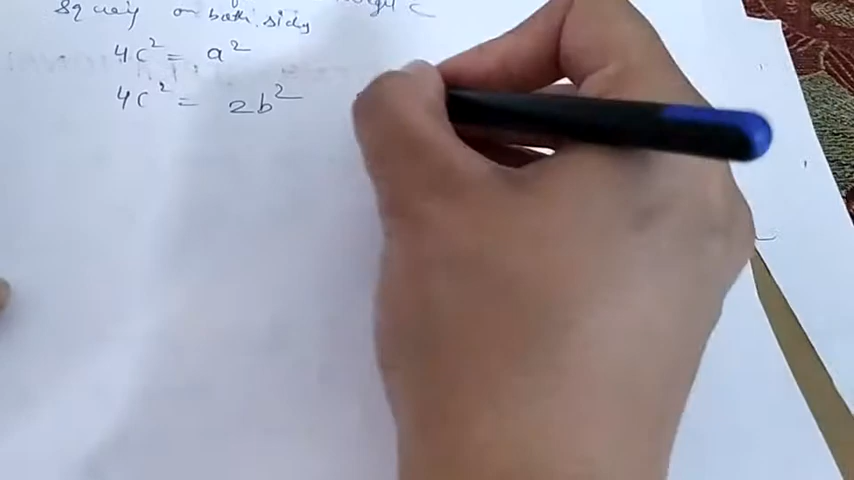 Squaring on both sides
4c² = a²
4c² = 2b²